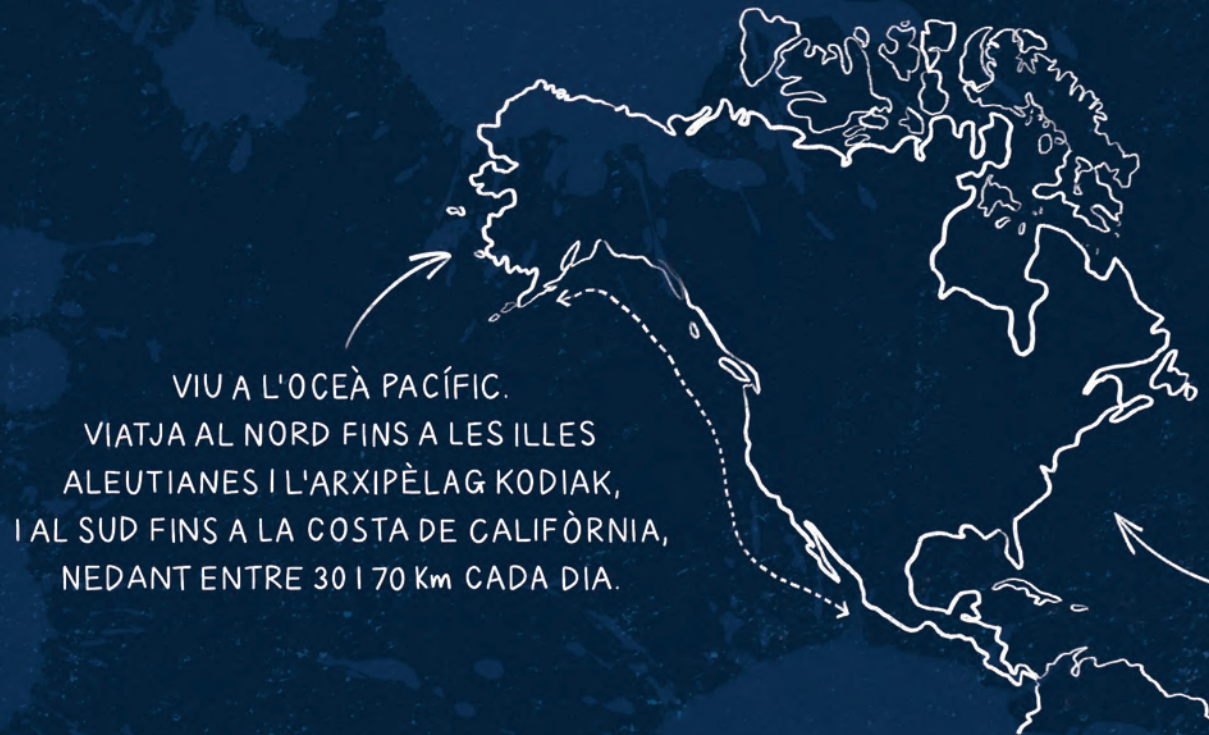 VIU A L'OCEÀ PACÍFIC.
VIATJA AL NORD FINS A LES ILLES
ALEUTIANES I L'ARXIPÈLAG KODIAK,
I AL SUD FINS A LA COSTA DE CALIFÒRNIA,
NEDANT ENTRE 30 I 70 Km CADA DIA.